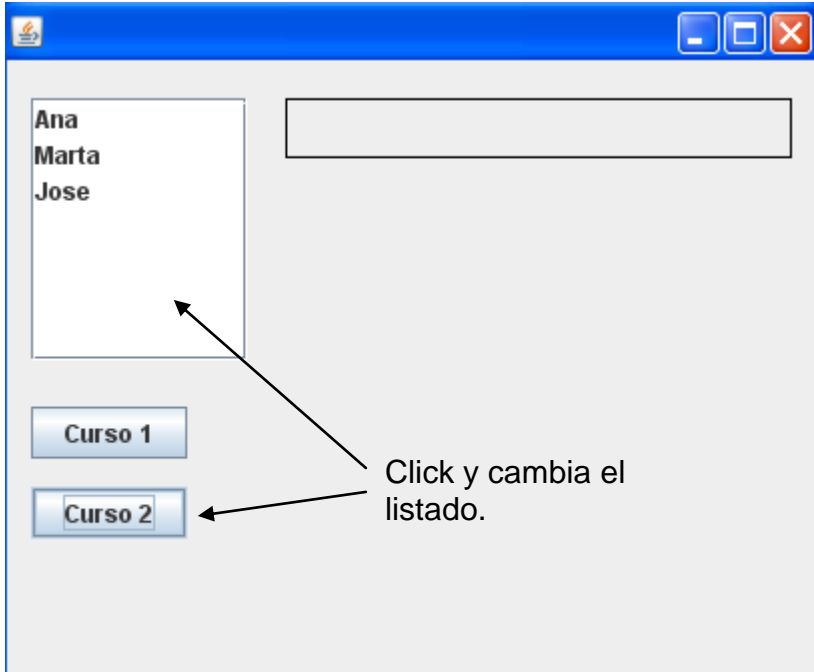 Ana
Marta
Jose
Curso 1
Curso 2
Click y cambia el
listado.